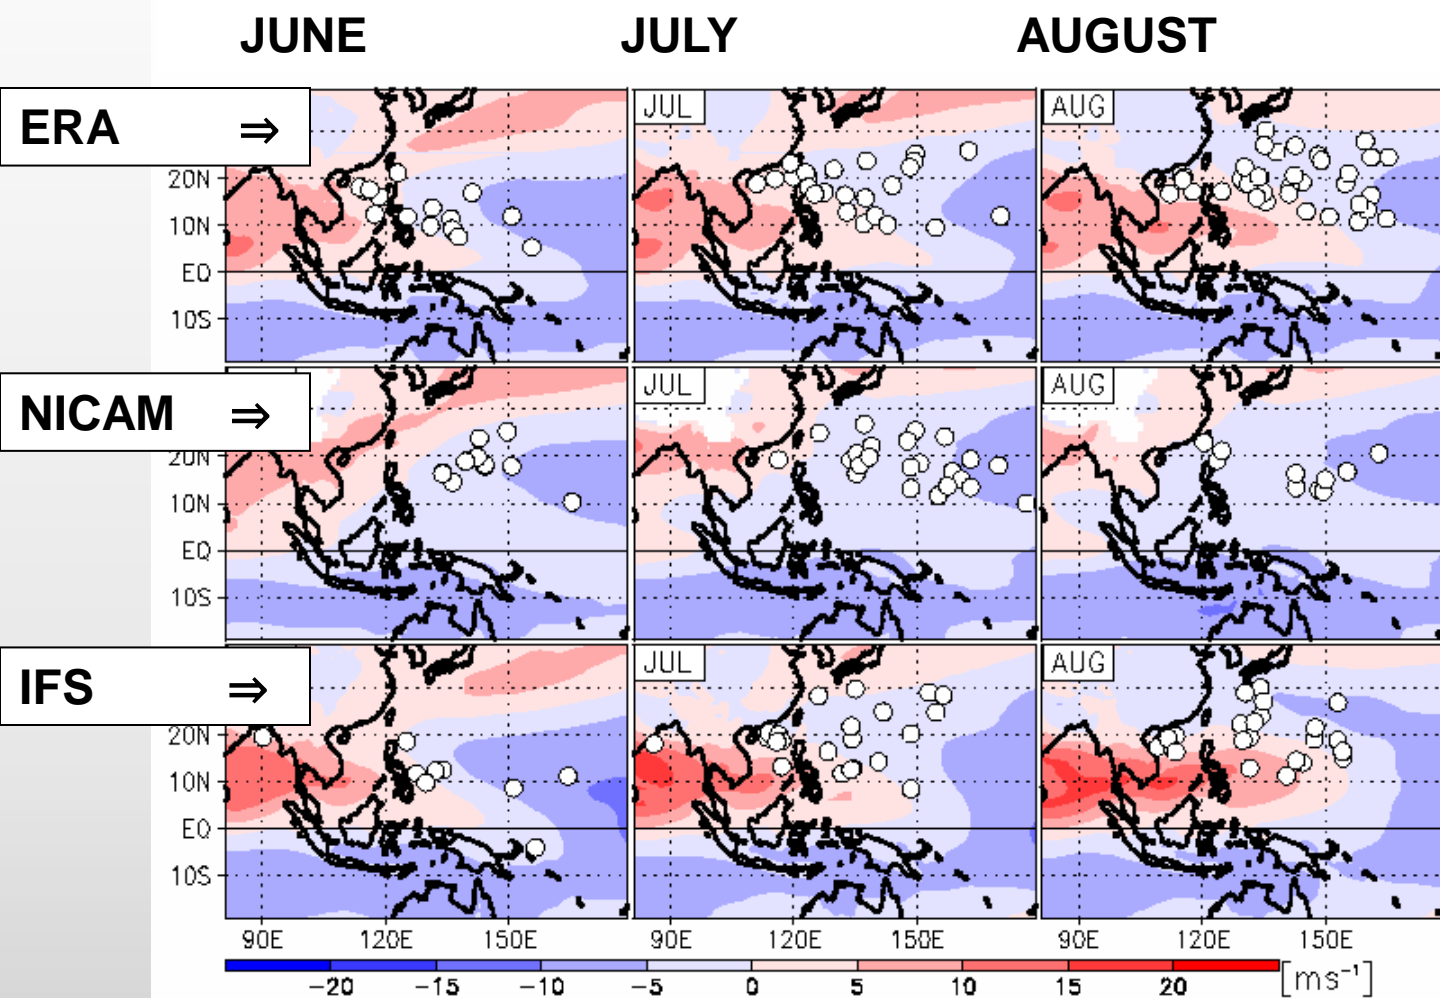 JUNE JULY AUGUST
ERA ⇒ JUL AUG
20N
10N
EQ
10S
NICAM ⇒ JUL AUG
20N
10N
EQ
10S
IFS ⇒ JUL AUG
20N
10N
EQ
10S
90E 120E 150E 90E 120E 150E 90E 120E 150E
−20 −15 −10 −5 0 5 10 15 20 [ms⁻¹]